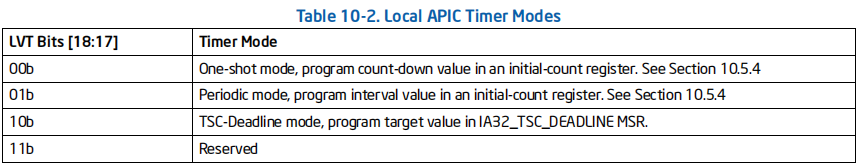 Table 10-2. Local APIC Timer Modes
LVT Bits [18:17] Timer Mode
00b One-shot mode, program count-down value in an initial-count register. See Section 10.5.4
01b Periodic mode, program interval value in an initial-count register. See Section 10.5.4
10b TSC-Deadline mode, program target value in IA32_TSC_DEADLINE MSR.
11b Reserved